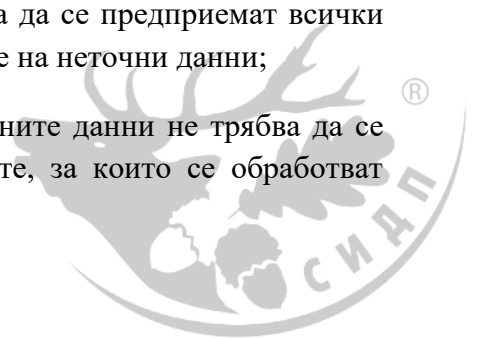 а да се предприемат всички
е на неточни данни;
®
ните данни не трябва да се
те, за които се обработват
СИДП